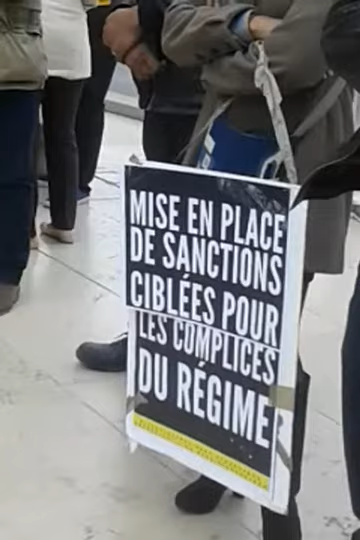 MISE EN PLACE
DE SANCTIONS
CIBLÉES POUR
LES COMPLICES
DU RÉGIME